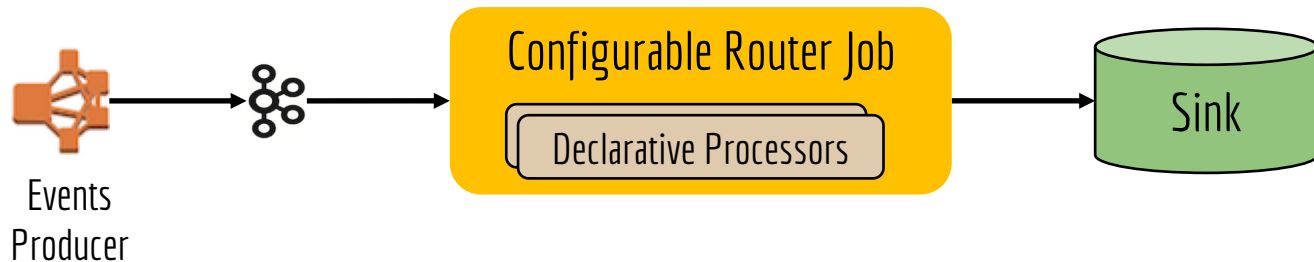 Events
Producer
Configurable Router Job
Declarative Processors
Sink